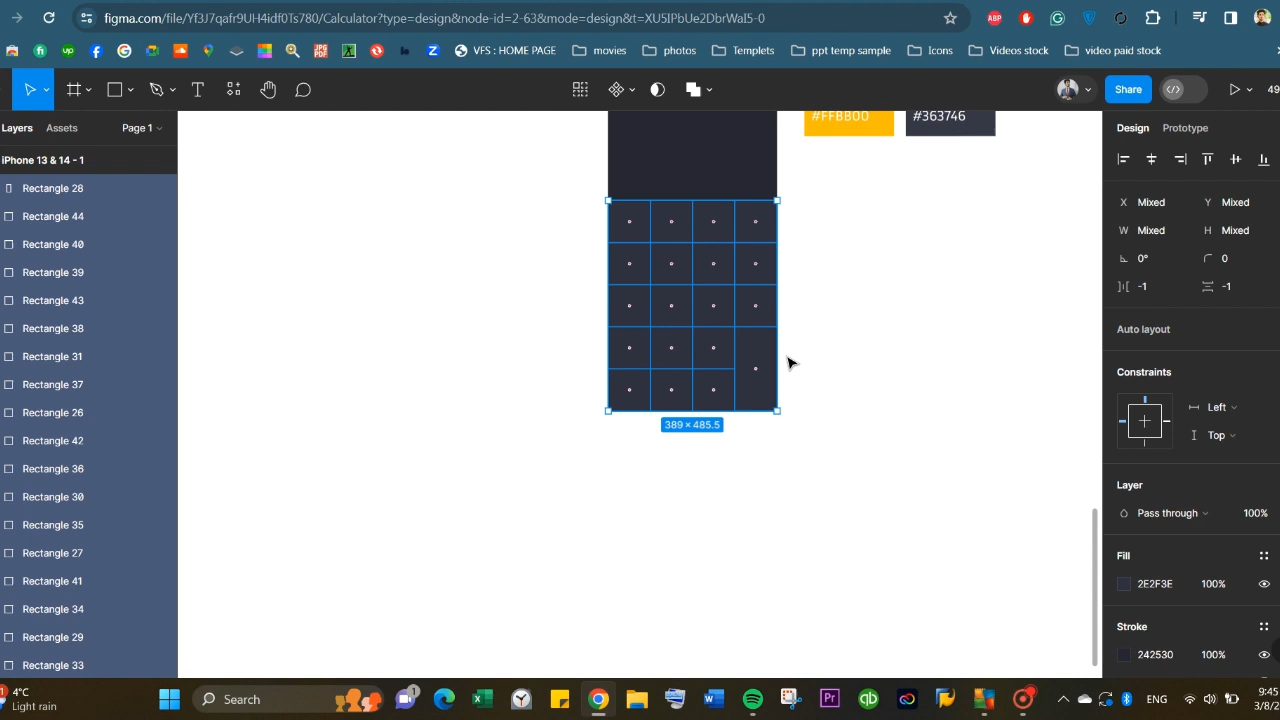 figma.com/file/Yf3J7qafr9UH4idf0Ts780/Calculator?type=design&node-id=2-63&mode=design&t=XU5IPbUe2DbrWaI5-0
VFS : HOME PAGE movies photos Templets ppt temp sample Icons Videos stock video paid stock
Share
Layers Assets Page 1
Design Prototype
#FFBB00 #363746
iPhone 13 & 14 - 1
Rectangle 28
Rectangle 44
Rectangle 40
Rectangle 39
Rectangle 43
Rectangle 38
Rectangle 31
Rectangle 37
Rectangle 26
Rectangle 42
Rectangle 36
Rectangle 30
Rectangle 35
Rectangle 27
Rectangle 41
Rectangle 34
Rectangle 29
Rectangle 33
389 × 485.5
X Mixed Y Mixed
W Mixed H Mixed
0° 0
-1 -1
Auto layout
Constraints
Left
Top
Layer
Pass through 100%
Fill
2E2F3E 100%
Stroke
242530 100%
4°C
Light rain
Search
ENG